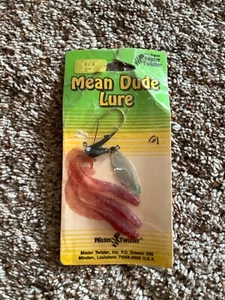 Mean Dude
Lure
Mister Twister
Mister Twister, Inc. P.O. Drawer 996
Minden, Louisiana 71058-0996 U.S.A.